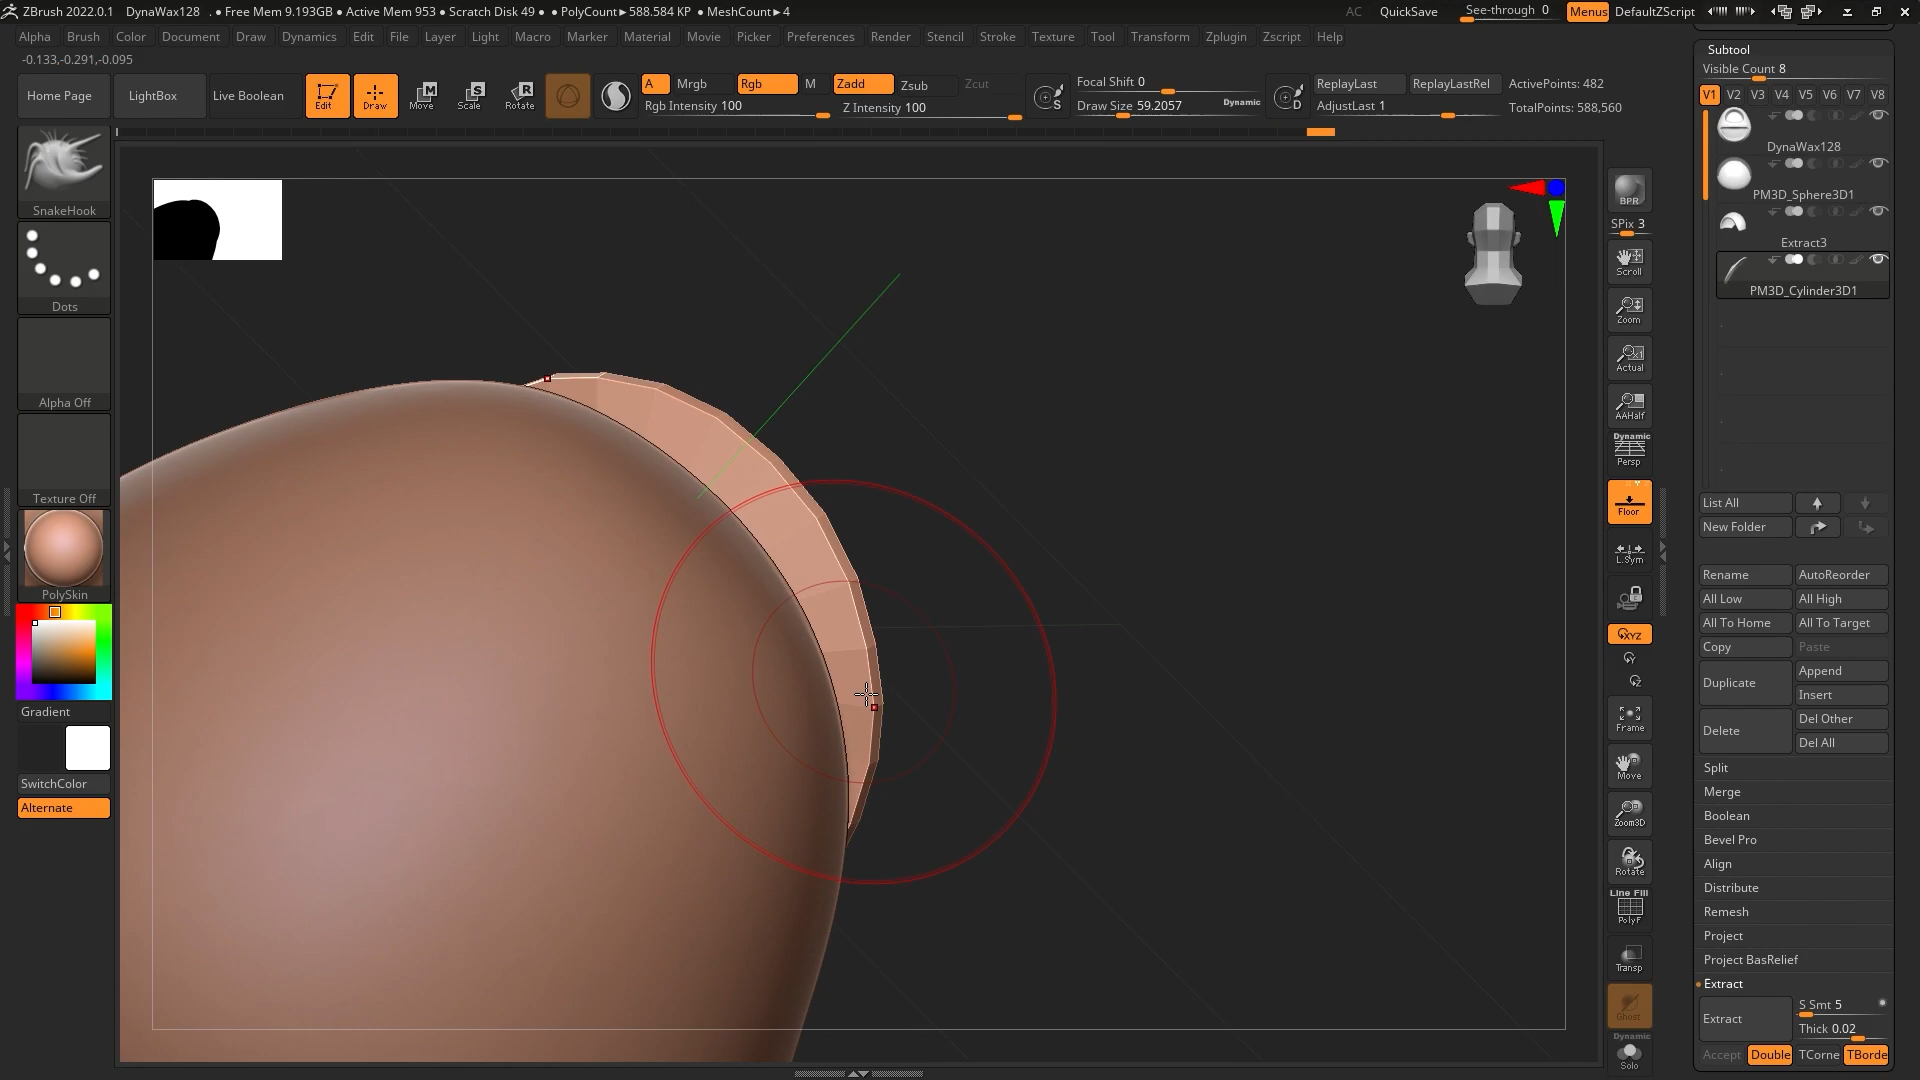 ZBrush 2022.0.1 DynaWax128 . ● Free Mem 9.193GB ● Active Mem 953 ● Scratch Disk 49 ● ● PolyCount ► 588.584 KP ● MeshCount ► 4 AC QuickSave See-through 0 Menus DefaultZScript
Alpha Brush Color Document Draw Dynamics Edit File Layer Light Macro Marker Material Movie Picker Preferences Render Stencil Stroke Texture Tool Transform Zplugin Zscript Help
-0.133,-0.291,-0.095
Home Page LightBox Live Boolean Edit Draw Move Scale Rotate
A Mrgb Rgb M Zadd Zsub Zcut
Rgb Intensity 100 Z Intensity 100
Focal Shift 0
Draw Size 59.2057 Dynamic
ReplayLast ReplayLastRel ActivePoints: 482
AdjustLast 1 TotalPoints: 588,560
SnakeHook
Dots
Alpha Off
Texture Off
PolySkin
Gradient
SwitchColor
Alternate
BPR
SPix 3
Scroll
Zoom
Actual
AAHalf
Dynamic
Persp
Floor
L.Sym
XYZ
Y
Z
Frame
Move
Zoom3D
Rotate
Line Fill
PolyF
Transp
Ghost
Dynamic
Solo
Subtool
Visible Count 8
V1 V2 V3 V4 V5 V6 V7 V8
DynaWax128
PM3D_Sphere3D1
Extract3
PM3D_Cylinder3D1
List All
New Folder
Rename AutoReorder
All Low All High
All To Home All To Target
Copy Paste
Duplicate Append
Insert
Delete Del Other
Del All
Split
Merge
Boolean
Bevel Pro
Align
Distribute
Remesh
Project
Project BasRelief
Extract
Extract S Smt 5
Thick 0.02
Accept Double TCorne TBorde